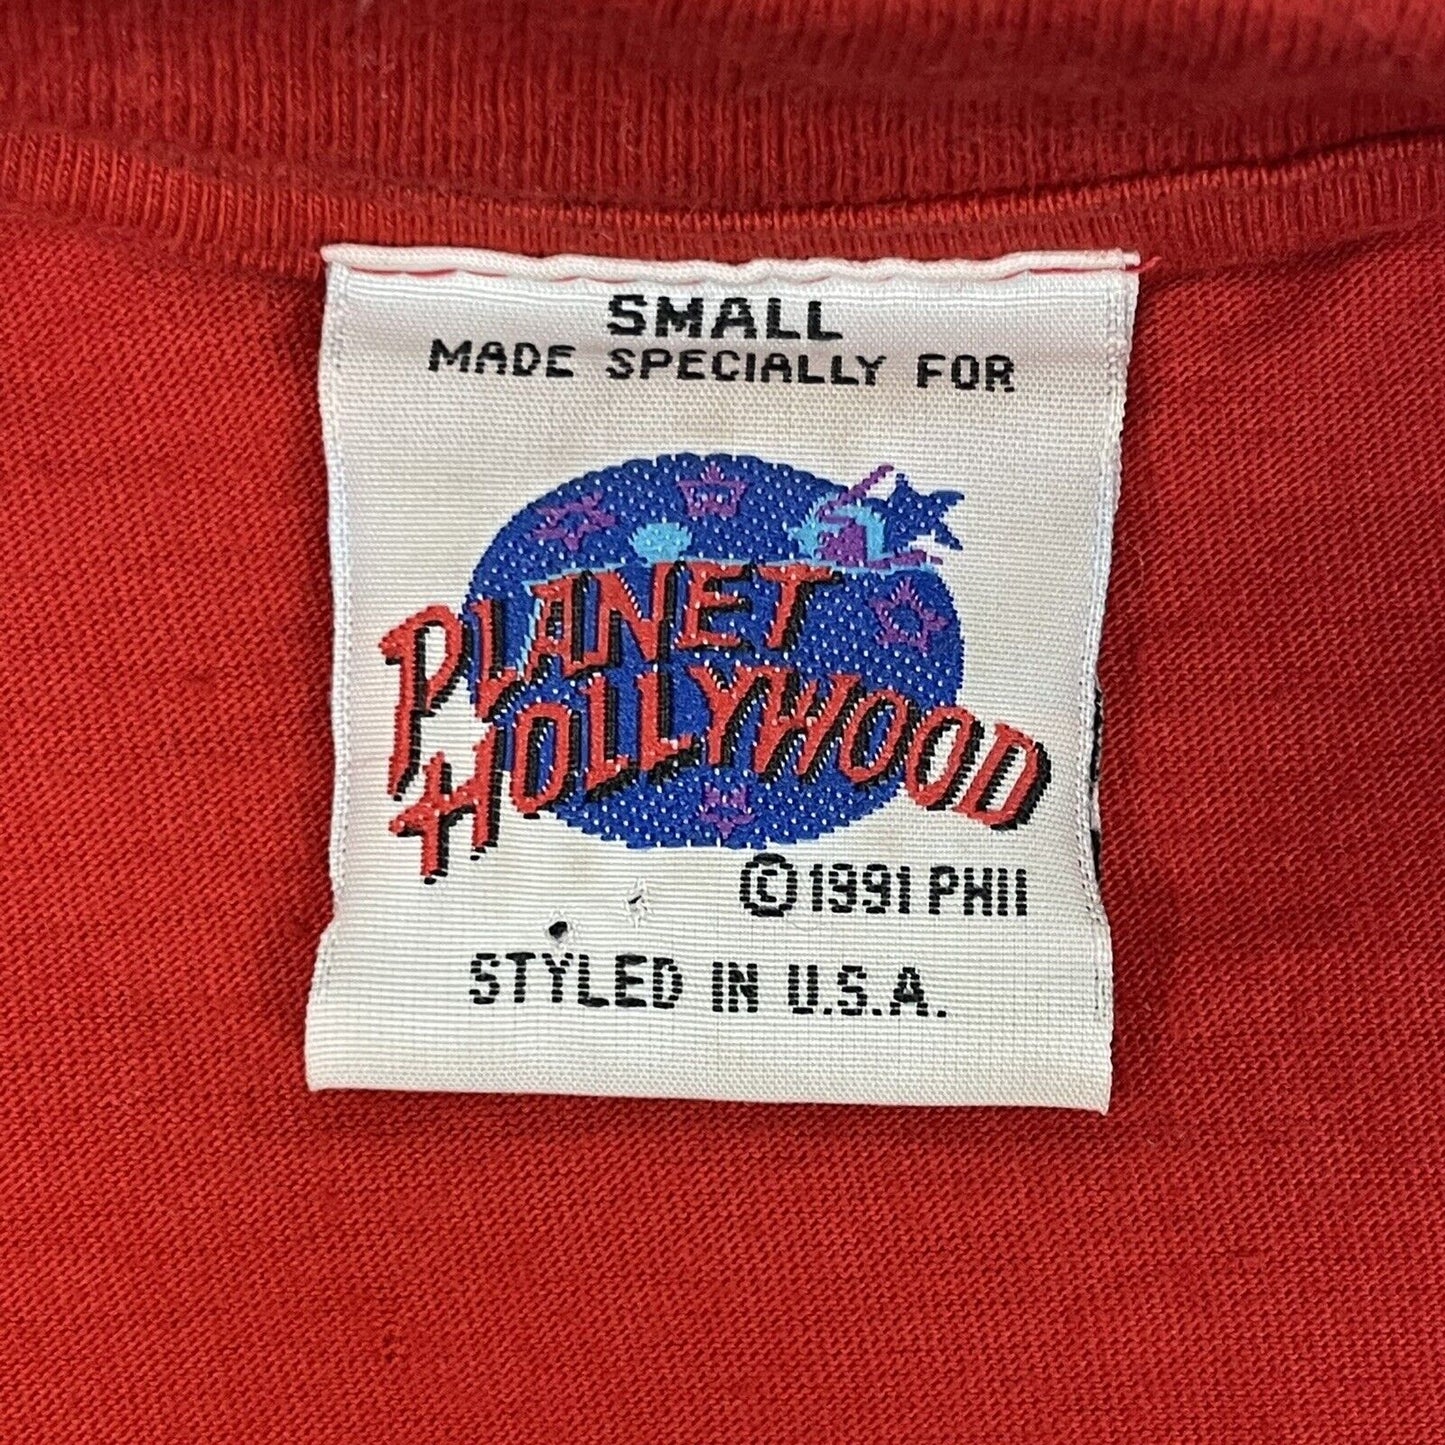 SMALL
MADE SPECIALLY FOR
PLANET
HOLLYWOOD
©1991 PHII
STYLED IN U.S.A.